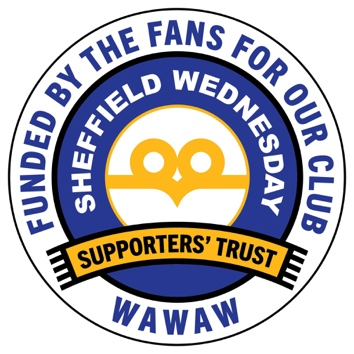 FUNDED BY THE FANS FOR OUR CLUB
SHEFFIELD WEDNESDAY
SUPPORTERS' TRUST
WAWAW